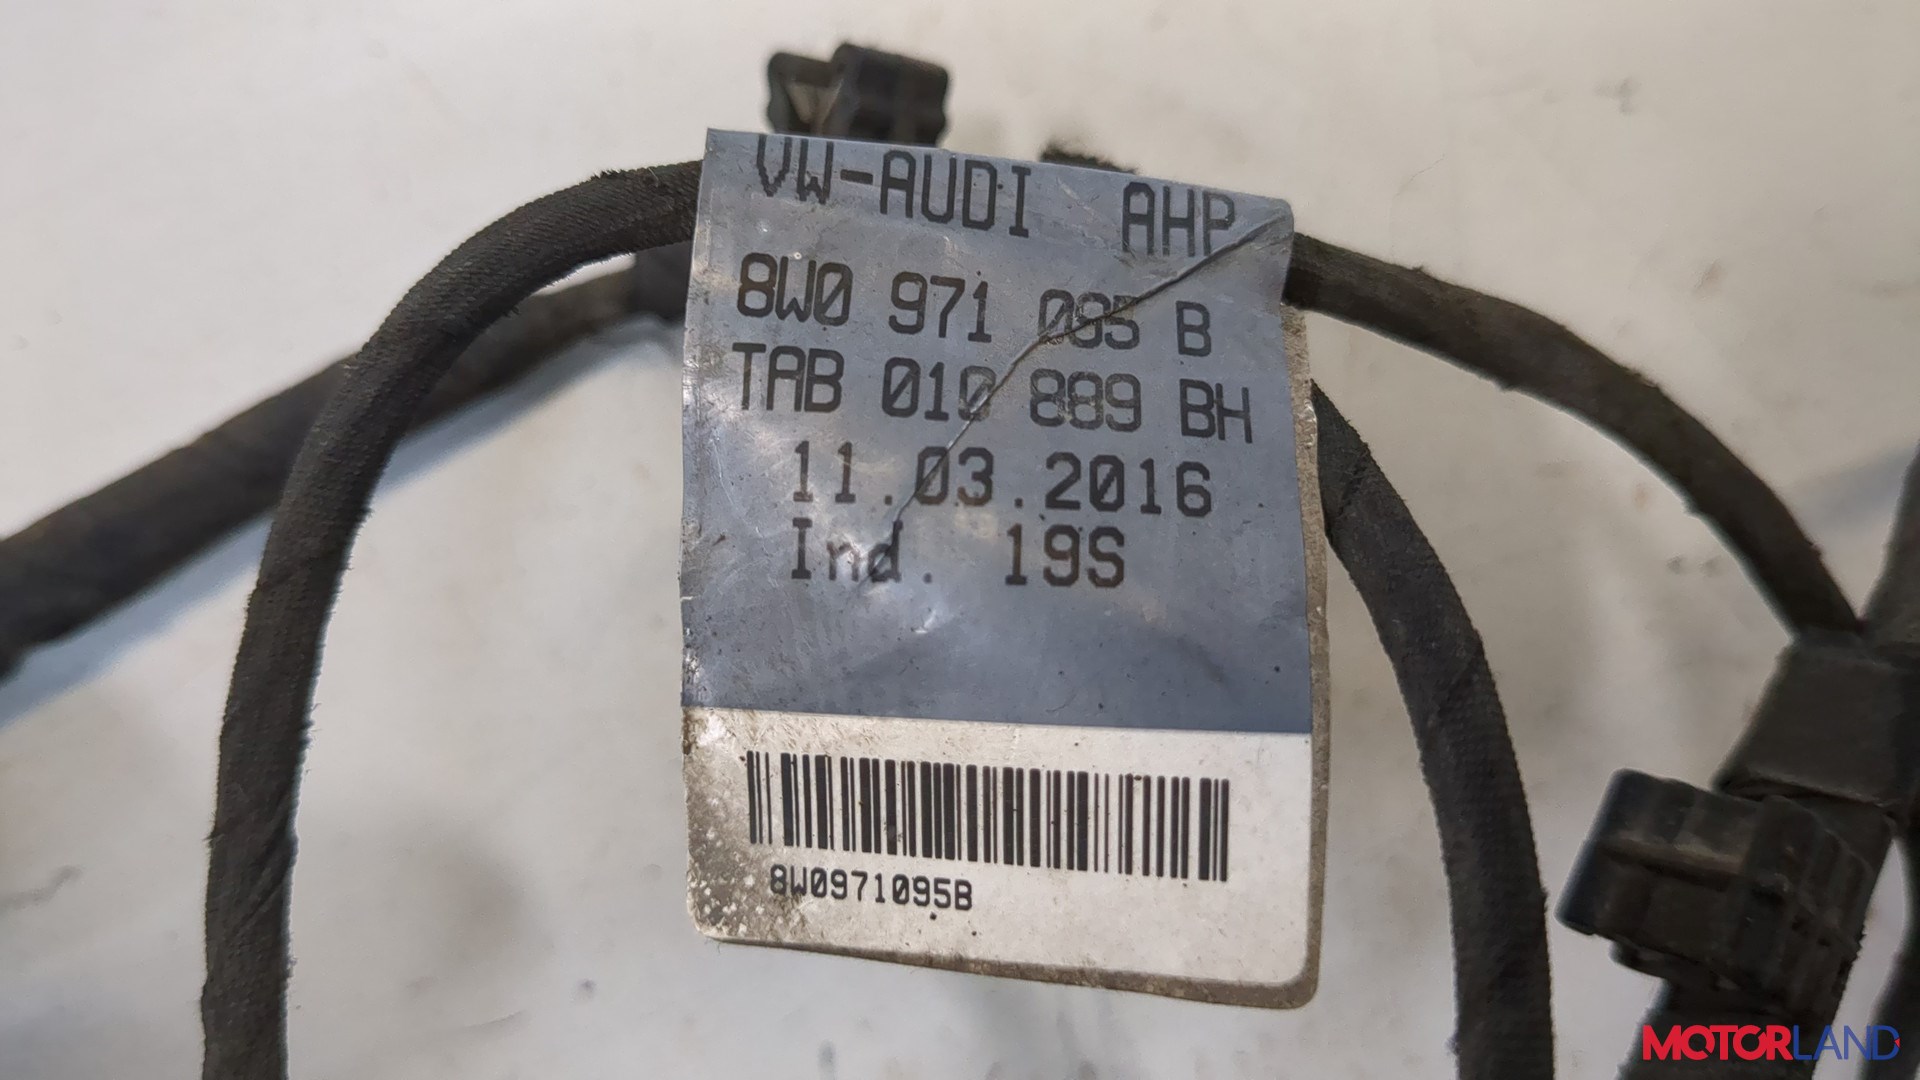 VW-AUDI AHP
8W0 971 095 B
TAB 010 889 BH
11.03.2016
Ind. 19S
8W0971095B
MOTORLAND